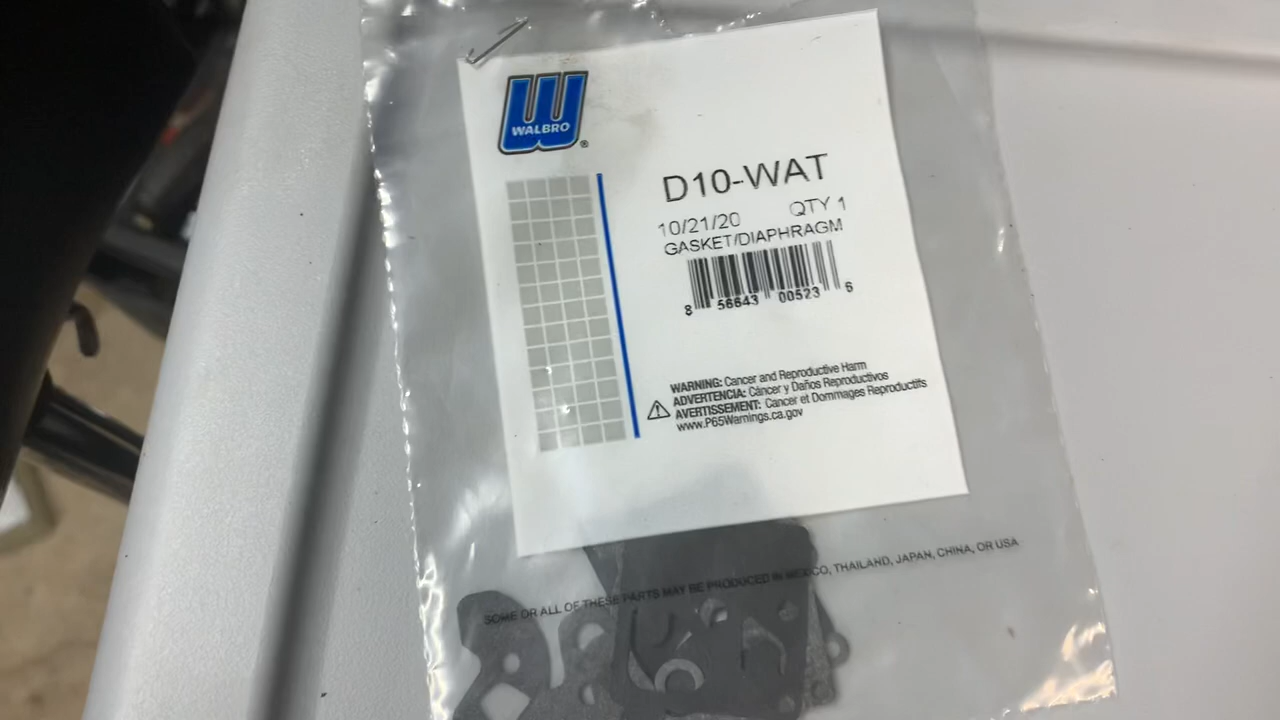 W
WALBRO
®
D10-WAT
10/21/20 QTY 1
GASKET/DIAPHRAGM
8 56643 00523 6
WARNING: Cancer and Reproductive Harm
ADVERTENCIA: Cáncer y Daños Reproductivos
AVERTISSEMENT: Cancer et Dommages Reproductifs
www.P65Warnings.ca.gov
SOME OR ALL OF THESE PARTS MAY BE PRODUCED IN MEXICO, THAILAND, JAPAN, CHINA, OR USA